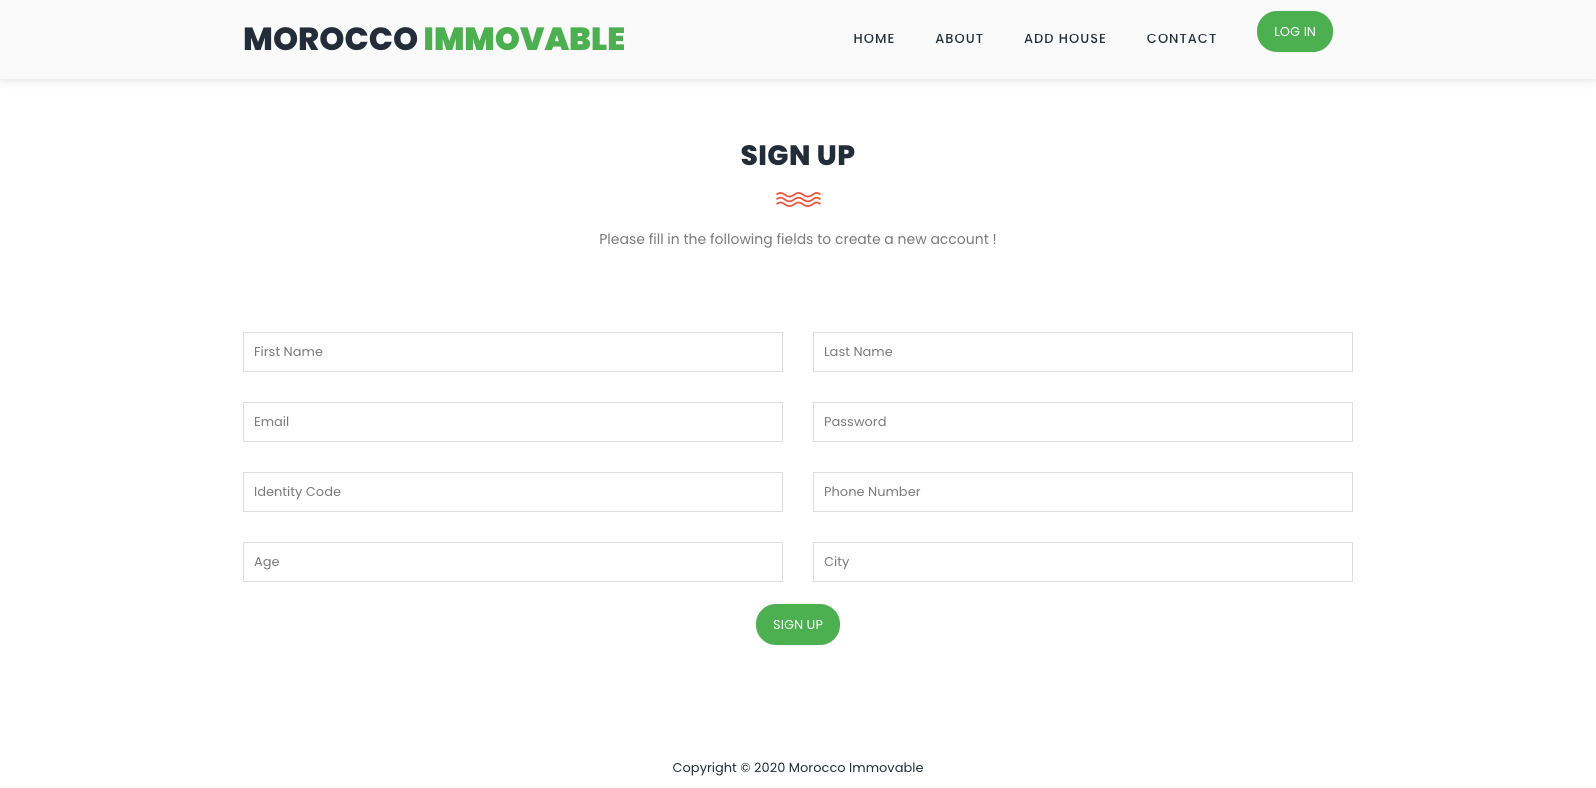 MOROCCO IMMOVABLE
HOME ABOUT ADD HOUSE CONTACT LOG IN
SIGN UP
Please fill in the following fields to create a new account !
First Name Last Name
Email Password
Identity Code Phone Number
Age City
SIGN UP
Copyright © 2020 Morocco Immovable